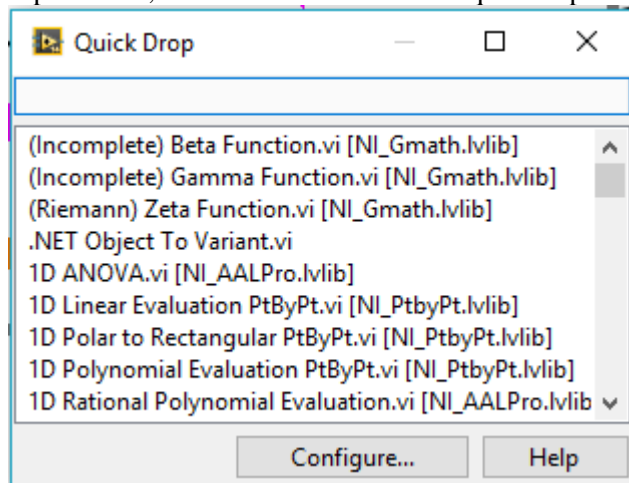 Quick Drop
(Incomplete) Beta Function.vi [NI_Gmath.lvlib]
(Incomplete) Gamma Function.vi [NI_Gmath.lvlib]
(Riemann) Zeta Function.vi [NI_Gmath.lvlib]
.NET Object To Variant.vi
1D ANOVA.vi [NI_AALPro.lvlib]
1D Linear Evaluation PtByPt.vi [NI_PtbyPt.lvlib]
1D Polar to Rectangular PtByPt.vi [NI_PtbyPt.lvlib]
1D Polynomial Evaluation PtByPt.vi [NI_PtbyPt.lvlib]
1D Rational Polynomial Evaluation.vi [NI_AALPro.lvlib
Configure... Help